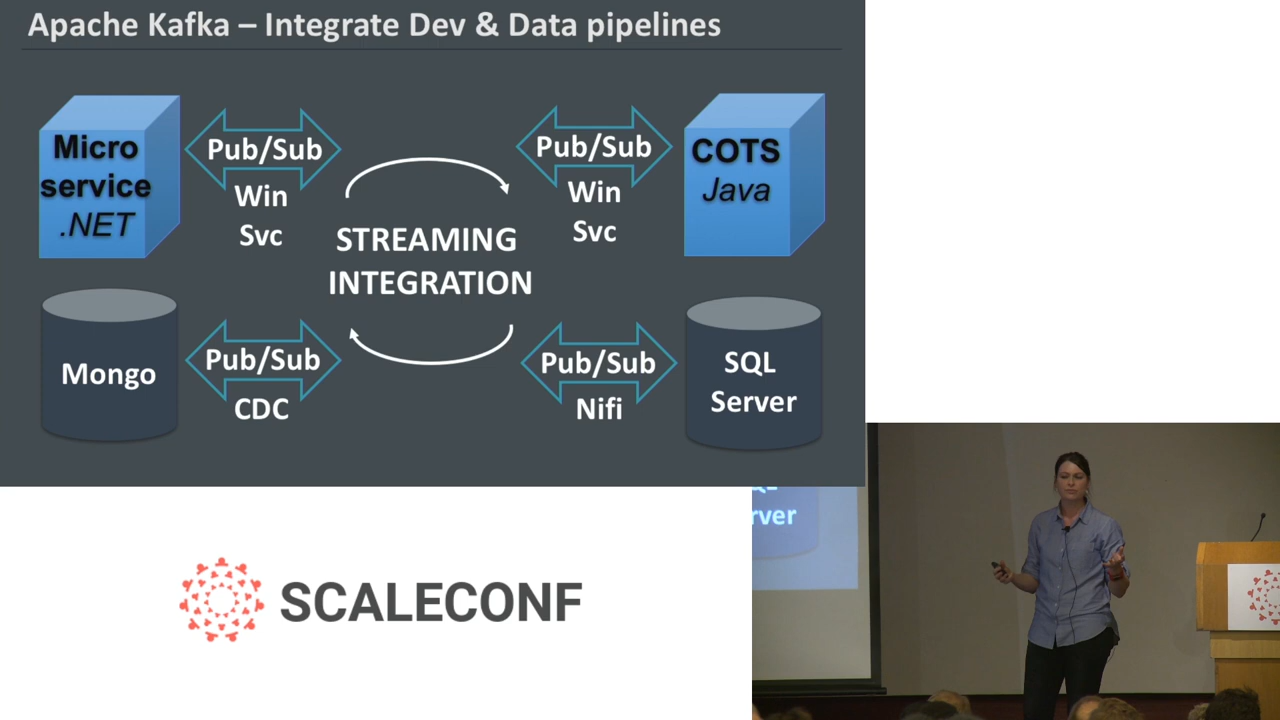 Apache Kafka – Integrate Dev & Data pipelines
Micro
service
.NET
Pub/Sub
Win
Svc
Pub/Sub
Win
Svc
COTS
Java
STREAMING
INTEGRATION
Mongo
Pub/Sub
CDC
Pub/Sub
Nifi
SQL
Server
rver
SCALECONF